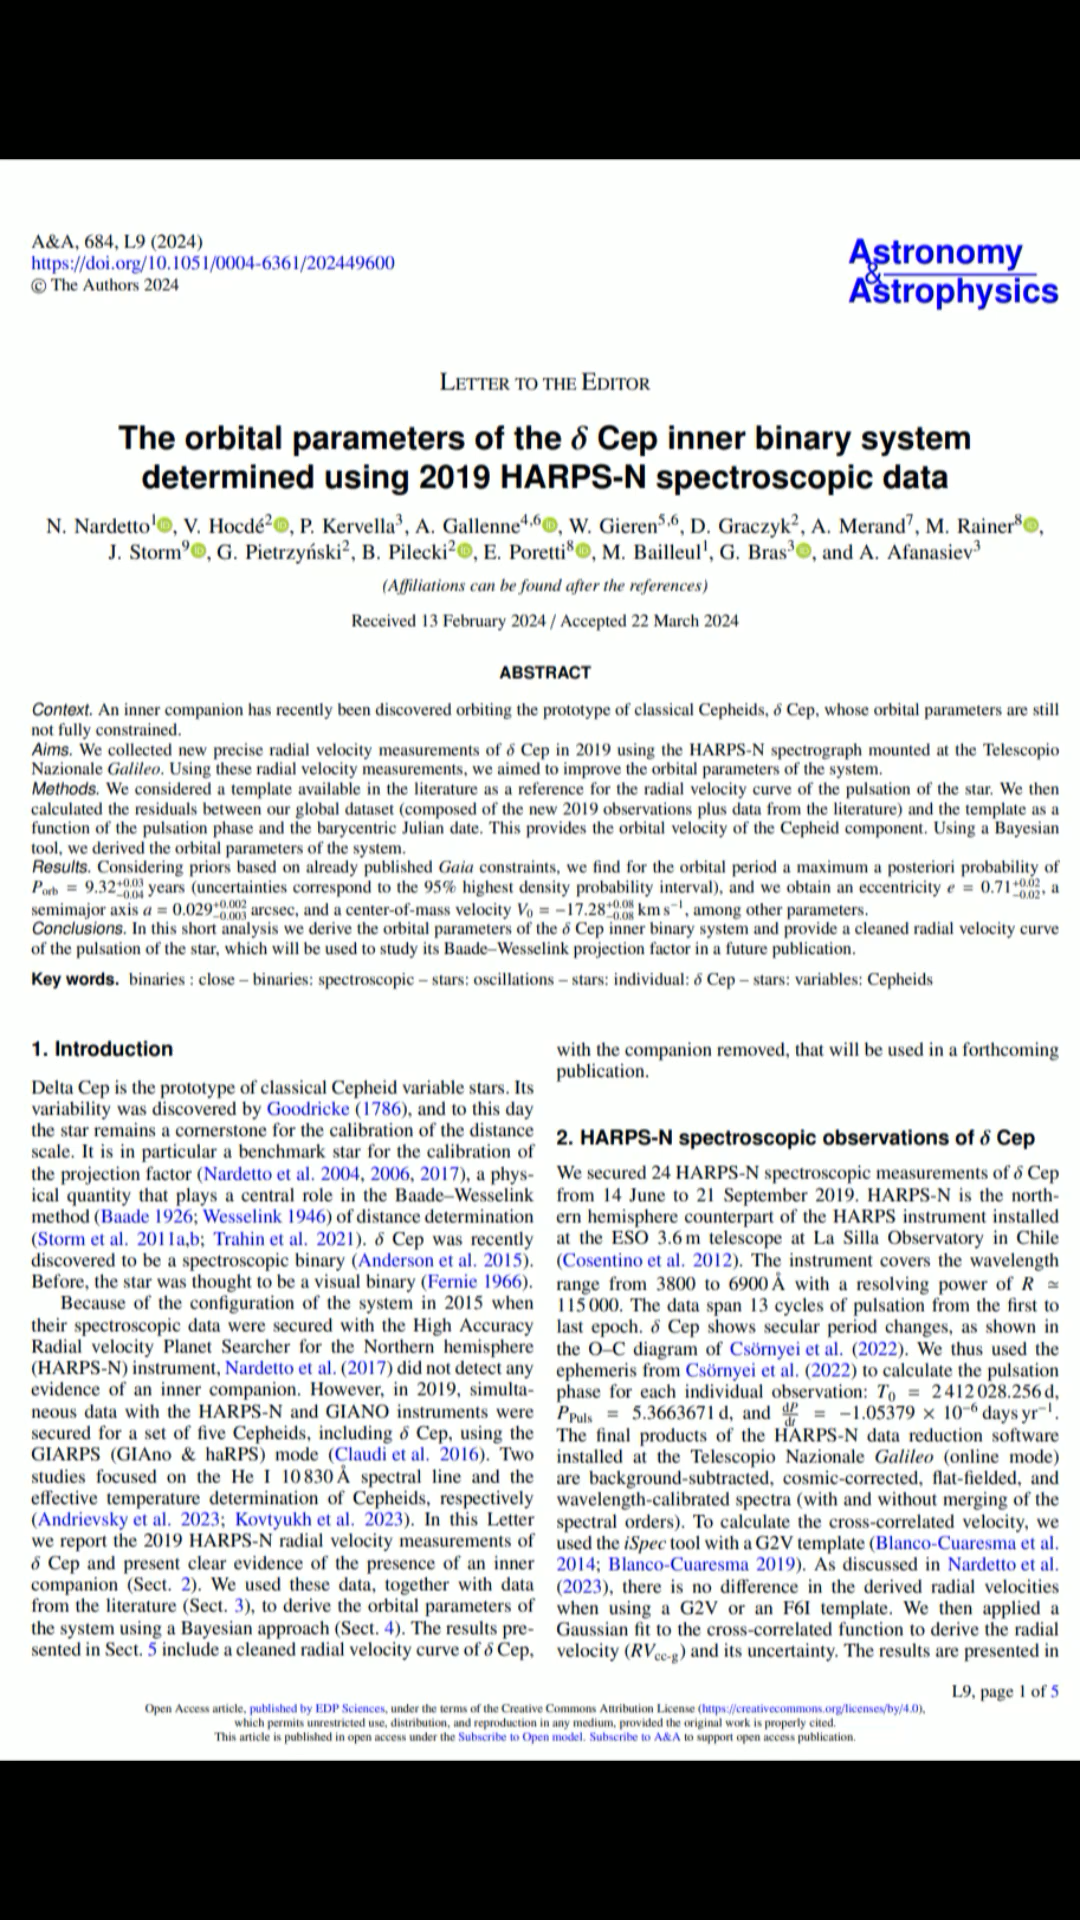 A&A, 684, L9 (2024)
https://doi.org/10.1051/0004-6361/202449600
© The Authors 2024
Astronomy
&
Astrophysics
LETTER TO THE EDITOR
The orbital parameters of the δ Cep inner binary system
determined using 2019 HARPS-N spectroscopic data
N. Nardetto¹, V. Hocdé², P. Kervella³, A. Gallenne⁴,⁶, W. Gieren⁵,⁶, D. Graczyk², A. Merand⁷, M. Rainer⁸,
J. Storm⁹, G. Pietrzyński², B. Pilecki², E. Poretti⁸, M. Bailleul¹, G. Bras³, and A. Afanasiev³
(Affiliations can be found after the references)
Received 13 February 2024 / Accepted 22 March 2024
ABSTRACT
Context. An inner companion has recently been discovered orbiting the prototype of classical Cepheids, δ Cep, whose orbital parameters are still
not fully constrained.
Aims. We collected new precise radial velocity measurements of δ Cep in 2019 using the HARPS-N spectrograph mounted at the Telescopio
Nazionale Galileo. Using these radial velocity measurements, we aimed to improve the orbital parameters of the system.
Methods. We considered a template available in the literature as a reference for the radial velocity curve of the pulsation of the star. We then
calculated the residuals between our global dataset (composed of the new 2019 observations plus data from the literature) and the template as a
function of the pulsation phase and the barycentric Julian date. This provides the orbital velocity of the Cepheid component. Using a Bayesian
tool, we derived the orbital parameters of the system.
Results. Considering priors based on already published Gaia constraints, we find for the orbital period a maximum a posteriori probability of
P_orb = 9.32^{+0.03}_{−0.04} years (uncertainties correspond to the 95% highest density probability interval), and we obtain an eccentricity e = 0.71^{+0.02}_{−0.02}, a
semimajor axis a = 0.029^{+0.002}_{−0.003} arcsec, and a center-of-mass velocity V₀ = −17.28^{+0.08}_{−0.08} km s⁻¹, among other parameters.
Conclusions. In this short analysis we derive the orbital parameters of the δ Cep inner binary system and provide a cleaned radial velocity curve
of the pulsation of the star, which will be used to study its Baade–Wesselink projection factor in a future publication.
Key words. binaries : close – binaries: spectroscopic – stars: oscillations – stars: individual: δ Cep – stars: variables: Cepheids
1. Introduction
Delta Cep is the prototype of classical Cepheid variable stars. Its
variability was discovered by Goodricke (1786), and to this day
the star remains a cornerstone for the calibration of the distance
scale. It is in particular a benchmark star for the calibration of
the projection factor (Nardetto et al. 2004, 2006, 2017), a phys-
ical quantity that plays a central role in the Baade–Wesselink
method (Baade 1926; Wesselink 1946) of distance determination
(Storm et al. 2011a,b; Trahin et al. 2021). δ Cep was recently
discovered to be a spectroscopic binary (Anderson et al. 2015).
Before, the star was thought to be a visual binary (Fernie 1966).
Because of the configuration of the system in 2015 when
their spectroscopic data were secured with the High Accuracy
Radial velocity Planet Searcher for the Northern hemisphere
(HARPS-N) instrument, Nardetto et al. (2017) did not detect any
evidence of an inner companion. However, in 2019, simulta-
neous data with the HARPS-N and GIANO instruments were
secured for a set of five Cepheids, including δ Cep, using the
GIARPS (GIAno & haRPS) mode (Claudi et al. 2016). Two
studies focused on the He I 10 830 Å spectral line and the
effective temperature determination of Cepheids, respectively
(Andrievsky et al. 2023; Kovtyukh et al. 2023). In this Letter
we report the 2019 HARPS-N radial velocity measurements of
δ Cep and present clear evidence of the presence of an inner
companion (Sect. 2). We used these data, together with data
from the literature (Sect. 3), to derive the orbital parameters of
the system using a Bayesian approach (Sect. 4). The results pre-
sented in Sect. 5 include a cleaned radial velocity curve of δ Cep,
with the companion removed, that will be used in a forthcoming
publication.
2. HARPS-N spectroscopic observations of δ Cep
We secured 24 HARPS-N spectroscopic measurements of δ Cep
from 14 June to 21 September 2019. HARPS-N is the north-
ern hemisphere counterpart of the HARPS instrument installed
at the ESO 3.6 m telescope at La Silla Observatory in Chile
(Cosentino et al. 2012). The instrument covers the wavelength
range from 3800 to 6900 Å with a resolving power of R ≃
115 000. The data span 13 cycles of pulsation from the first to
last epoch. δ Cep shows secular period changes, as shown in
the O–C diagram of Csörnyei et al. (2022). We thus used the
ephemeris from Csörnyei et al. (2022) to calculate the pulsation
phase for each individual observation: T₀ = 2 412 028.256 d,
P_Puls = 5.3663671 d, and dP/dt = −1.05379 × 10⁻⁶ days yr⁻¹.
The final products of the HARPS-N data reduction software
installed at the Telescopio Nazionale Galileo (online mode)
are background-subtracted, cosmic-corrected, flat-fielded, and
wavelength-calibrated spectra (with and without merging of the
spectral orders). To calculate the cross-correlated velocity, we
used the iSpec tool with a G2V template (Blanco-Cuaresma et al.
2014; Blanco-Cuaresma 2019). As discussed in Nardetto et al.
(2023), there is no difference in the derived radial velocities
when using a G2V or an F6I template. We then applied a
Gaussian fit to the cross-correlated function to derive the radial
velocity (RV_cc-g) and its uncertainty. The results are presented in
L9, page 1 of 5
Open Access article, published by EDP Sciences, under the terms of the Creative Commons Attribution License (https://creativecommons.org/licenses/by/4.0),
which permits unrestricted use, distribution, and reproduction in any medium, provided the original work is properly cited.
This article is published in open access under the Subscribe to Open model. Subscribe to A&A to support open access publication.